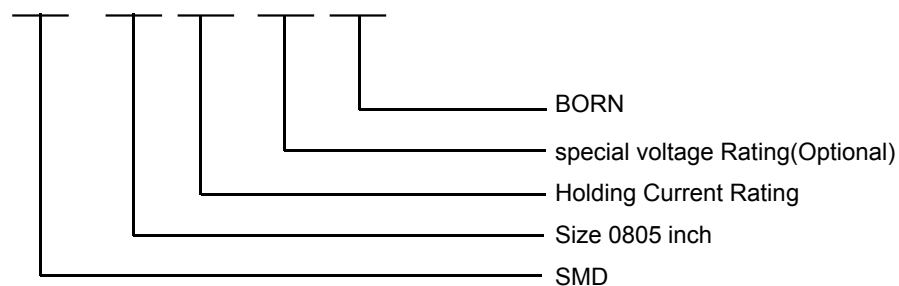 BORN
special voltage Rating(Optional)
Holding Current Rating
Size 0805 inch
SMD